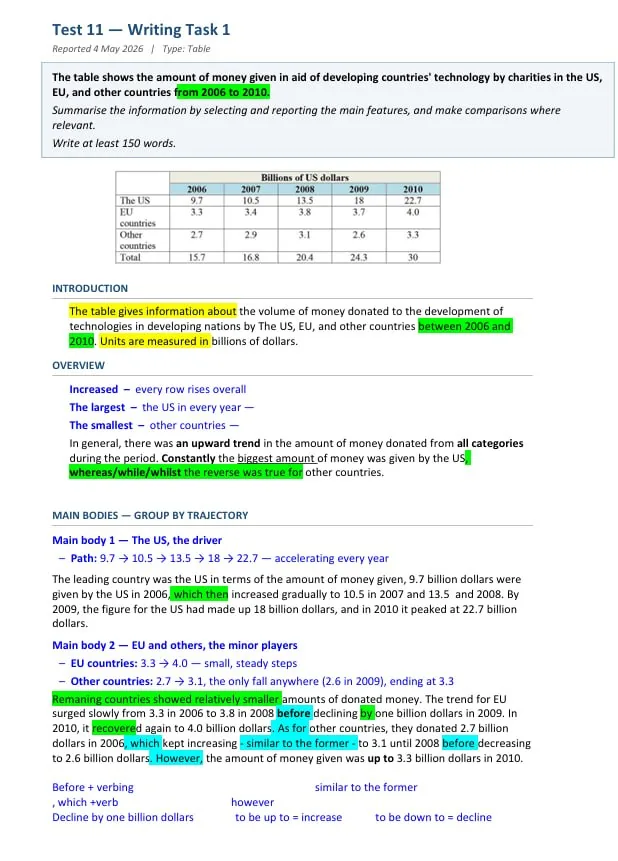 Test 11 — Writing Task 1
Reported 4 May 2026 | Type: Table
The table shows the amount of money given in aid of developing countries' technology by charities in the US,
EU, and other countries from 2006 to 2010.
Summarise the information by selecting and reporting the main features, and make comparisons where
relevant.
Write at least 150 words.
Billions of US dollars
2006 2007 2008 2009 2010
The US 9.7 10.5 13.5 18 22.7
EU 3.3 3.4 3.8 3.7 4.0
countries
Other 2.7 2.9 3.1 2.6 3.3
countries
Total 15.7 16.8 20.4 24.3 30
INTRODUCTION
The table gives information about the volume of money donated to the development of
technologies in developing nations by The US, EU, and other countries between 2006 and
2010. Units are measured in billions of dollars.
OVERVIEW
Increased – every row rises overall
The largest – the US in every year —
The smallest – other countries —
In general, there was an upward trend in the amount of money donated from all categories
during the period. Constantly the biggest amount of money was given by the US,
whereas/while/whilst the reverse was true for other countries.
MAIN BODIES — GROUP BY TRAJECTORY
Main body 1 — The US, the driver
– Path: 9.7 → 10.5 → 13.5 → 18 → 22.7 — accelerating every year
The leading country was the US in terms of the amount of money given, 9.7 billion dollars were
given by the US in 2006, which then increased gradually to 10.5 in 2007 and 13.5 and 2008. By
2009, the figure for the US had made up 18 billion dollars, and in 2010 it peaked at 22.7 billion
dollars.
Main body 2 — EU and others, the minor players
– EU countries: 3.3 → 4.0 — small, steady steps
– Other countries: 2.7 → 3.1, the only fall anywhere (2.6 in 2009), ending at 3.3
Remaning countries showed relatively smaller amounts of donated money. The trend for EU
surged slowly from 3.3 in 2006 to 3.8 in 2008 before declining by one billion dollars in 2009. In
2010, it recovered again to 4.0 billion dollars. As for other countries, they donated 2.7 billion
dollars in 2006, which kept increasing - similar to the former - to 3.1 until 2008 before decreasing
to 2.6 billion dollars. However, the amount of money given was up to 3.3 billion dollars in 2010.
Before + verbing similar to the former
, which +verb however
Decline by one billion dollars to be up to = increase to be down to = decline